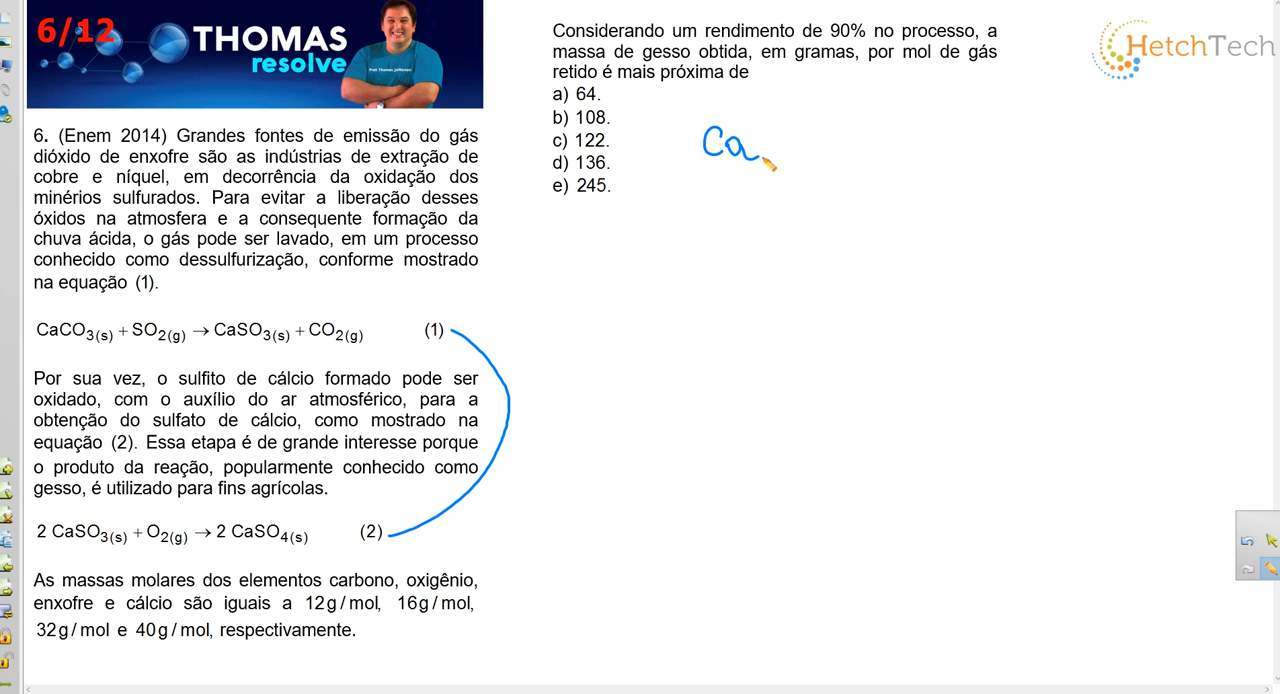 6/12
THOMAS
resolve
Prof. Thomas Jefferson
6. (Enem 2014) Grandes fontes de emissão do gás
dióxido de enxofre são as indústrias de extração de
cobre e níquel, em decorrência da oxidação dos
minérios sulfurados. Para evitar a liberação desses
óxidos na atmosfera e a consequente formação da
chuva ácida, o gás pode ser lavado, em um processo
conhecido como dessulfurização, conforme mostrado
na equação (1).
CaCO3(s) + SO2(g) → CaSO3(s) + CO2(g) (1)
Por sua vez, o sulfito de cálcio formado pode ser
oxidado, com o auxílio do ar atmosférico, para a
obtenção do sulfato de cálcio, como mostrado na
equação (2). Essa etapa é de grande interesse porque
o produto da reação, popularmente conhecido como
gesso, é utilizado para fins agrícolas.
2 CaSO3(s) + O2(g) → 2 CaSO4(s) (2)
As massas molares dos elementos carbono, oxigênio,
enxofre e cálcio são iguais a 12 g/mol, 16 g/mol,
32 g/mol e 40 g/mol, respectivamente.
Considerando um rendimento de 90% no processo, a
massa de gesso obtida, em gramas, por mol de gás
retido é mais próxima de
a) 64.
b) 108.
c) 122.
d) 136.
e) 245.
Ca
HetchTech